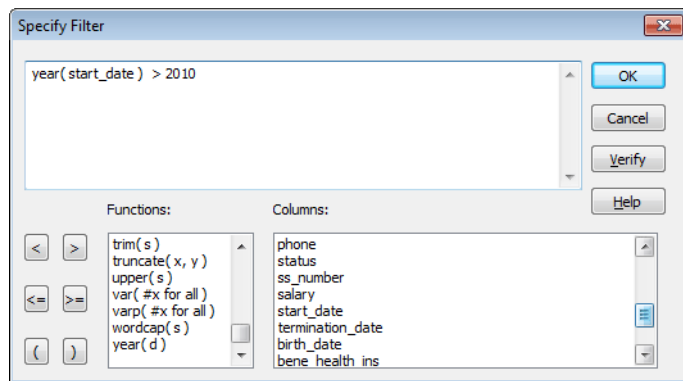 Specify Filter
year( start_date ) > 2010
OK
Cancel
Verify
Help
Functions:
Columns:
<
>
<=
>=
(
)
trim( s )
truncate( x, y )
upper( s )
var( #x for all )
varp( #x for all )
wordcap( s )
year( d )
phone
status
ss_number
salary
start_date
termination_date
birth_date
bene_health_ins